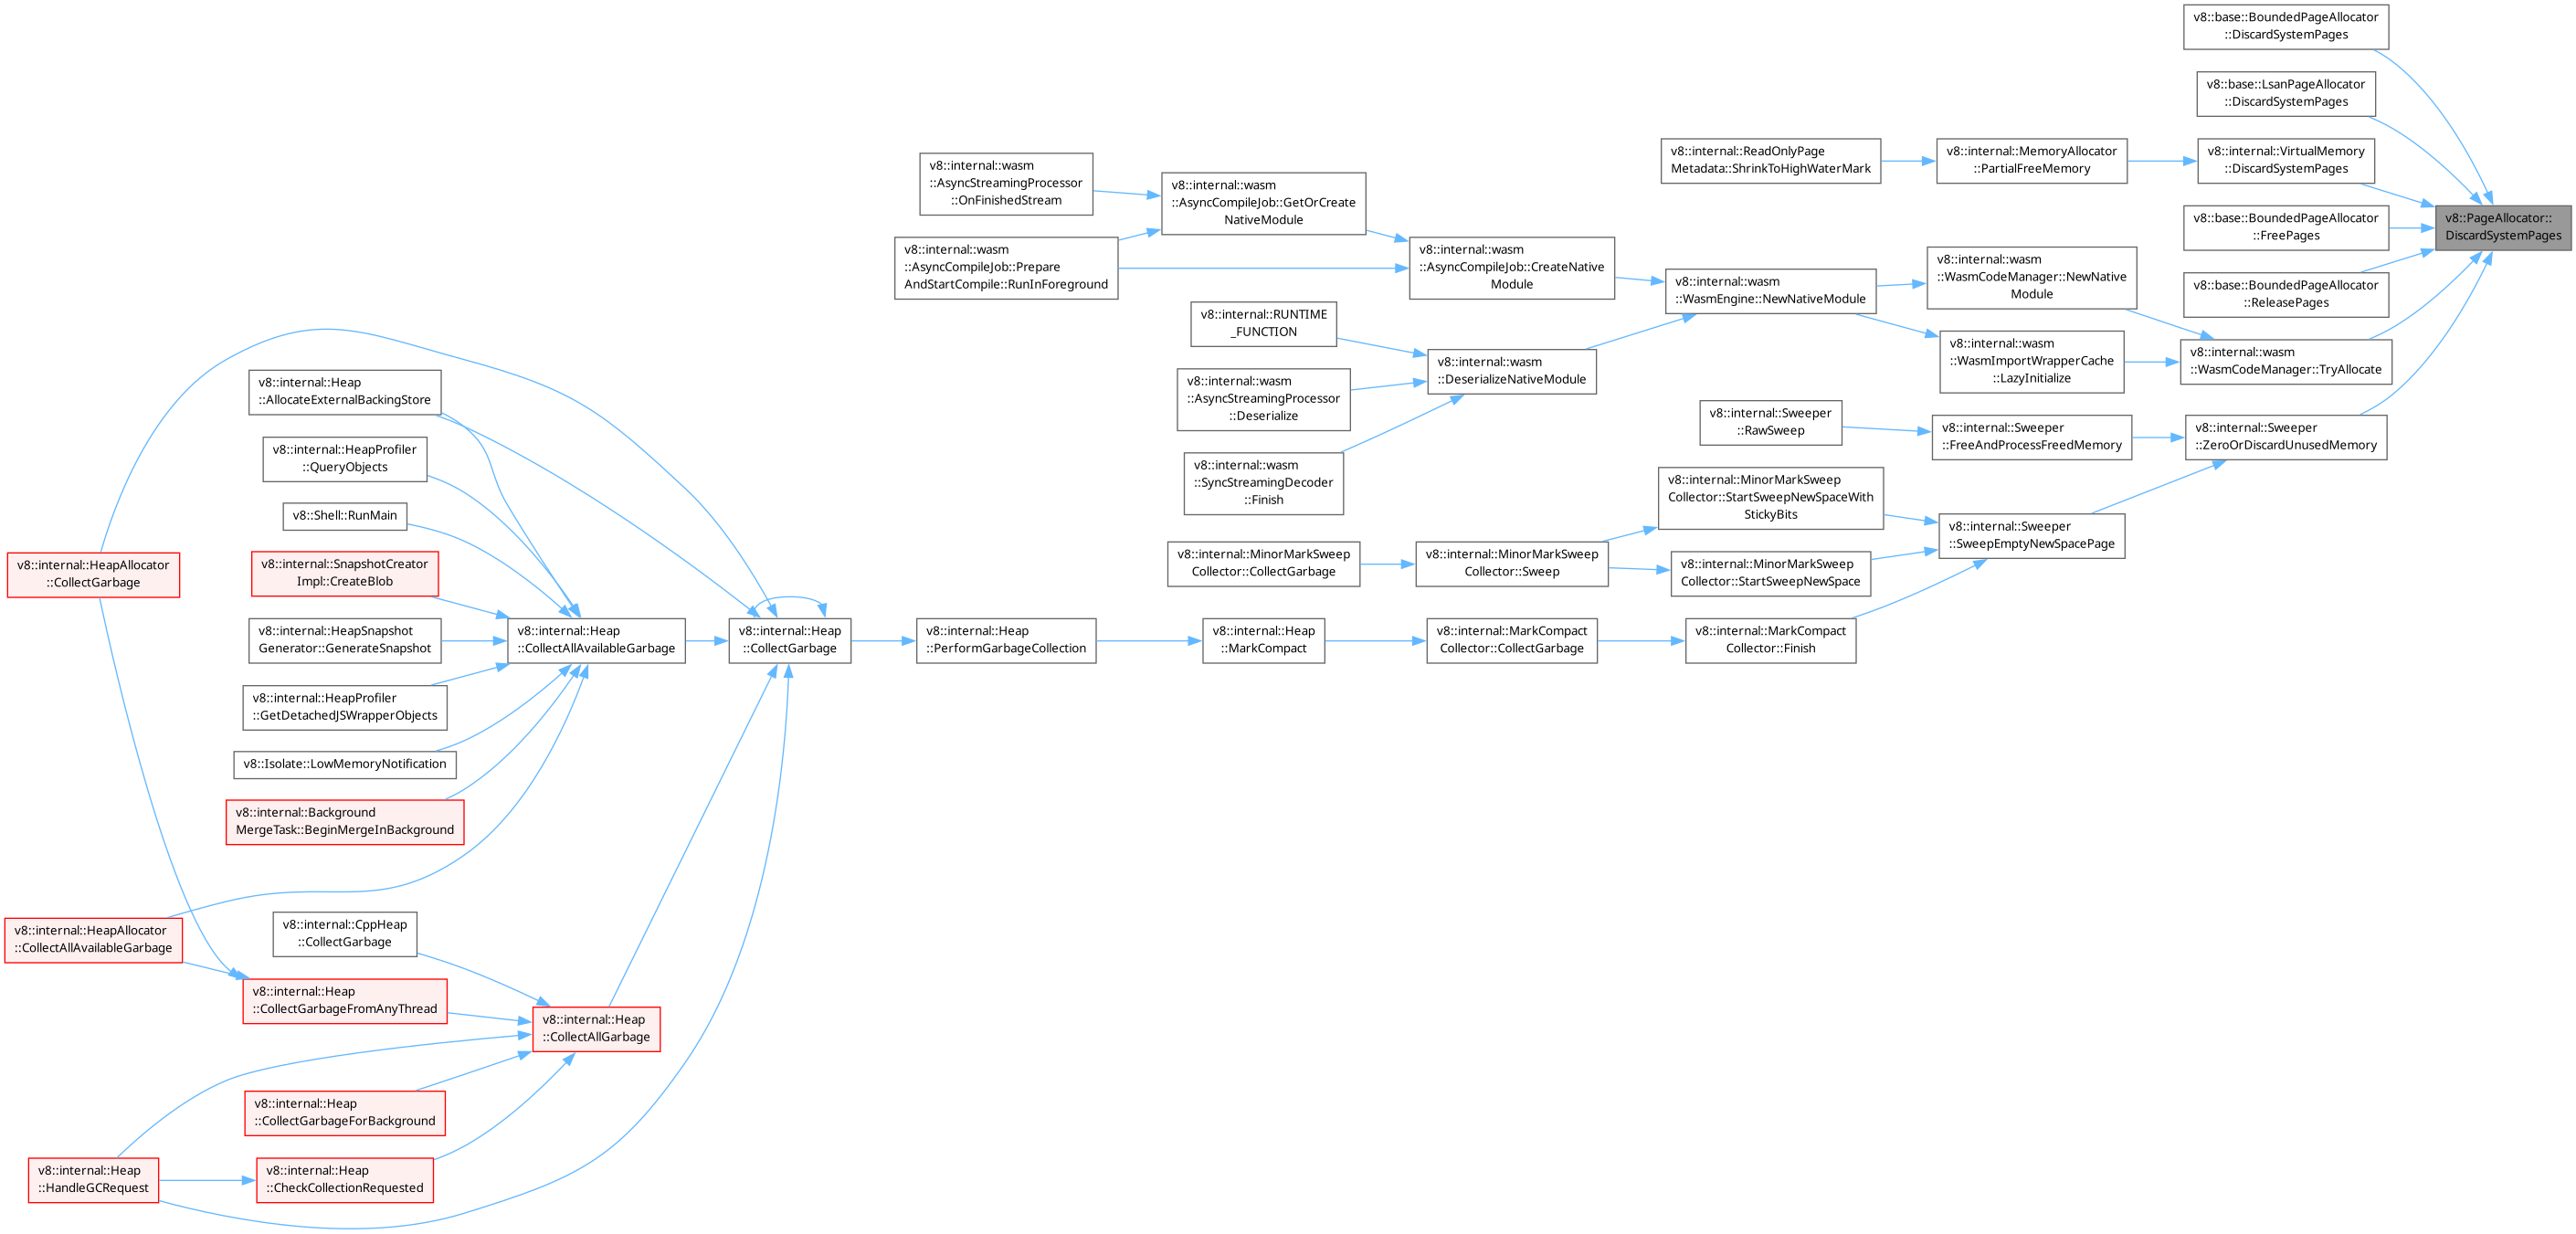 v8::base::BoundedPageAllocator
::DiscardSystemPages
v8::base::LsanPageAllocator
::DiscardSystemPages
v8::internal::ReadOnlyPage
Metadata::ShrinkToHighWaterMark
v8::internal::MemoryAllocator
::PartialFreeMemory
v8::internal::VirtualMemory
::DiscardSystemPages
v8::internal::wasm
::AsyncStreamingProcessor
::OnFinishedStream
v8::internal::wasm
::AsyncCompileJob::GetOrCreate
NativeModule
v8::base::BoundedPageAllocator
::FreePages
v8::PageAllocator::
DiscardSystemPages
v8::internal::wasm
::AsyncCompileJob::Prepare
AndStartCompile::RunInForeground
v8::internal::wasm
::AsyncCompileJob::CreateNative
Module
v8::internal::wasm
::WasmEngine::NewNativeModule
v8::internal::wasm
::WasmCodeManager::NewNative
Module
v8::base::BoundedPageAllocator
::ReleasePages
v8::internal::RUNTIME
_FUNCTION
v8::internal::wasm
::DeserializeNativeModule
v8::internal::wasm
::WasmImportWrapperCache
::LazyInitialize
v8::internal::wasm
::WasmCodeManager::TryAllocate
v8::internal::Heap
::AllocateExternalBackingStore
v8::internal::wasm
::AsyncStreamingProcessor
::Deserialize
v8::internal::Sweeper
::RawSweep
v8::internal::Sweeper
::FreeAndProcessFreedMemory
v8::internal::Sweeper
::ZeroOrDiscardUnusedMemory
v8::internal::HeapProfiler
::QueryObjects
v8::internal::wasm
::SyncStreamingDecoder
::Finish
v8::internal::MinorMarkSweep
Collector::StartSweepNewSpaceWith
StickyBits
v8::Shell::RunMain
v8::internal::Sweeper
::SweepEmptyNewSpacePage
v8::internal::HeapAllocator
::CollectGarbage
v8::internal::SnapshotCreator
Impl::CreateBlob
v8::internal::MinorMarkSweep
Collector::CollectGarbage
v8::internal::MinorMarkSweep
Collector::Sweep
v8::internal::MinorMarkSweep
Collector::StartSweepNewSpace
v8::internal::HeapSnapshot
Generator::GenerateSnapshot
v8::internal::Heap
::CollectAllAvailableGarbage
v8::internal::Heap
::CollectGarbage
v8::internal::Heap
::PerformGarbageCollection
v8::internal::Heap
::MarkCompact
v8::internal::MarkCompact
Collector::CollectGarbage
v8::internal::MarkCompact
Collector::Finish
v8::internal::HeapProfiler
::GetDetachedJSWrapperObjects
v8::Isolate::LowMemoryNotification
v8::internal::Background
MergeTask::BeginMergeInBackground
v8::internal::HeapAllocator
::CollectAllAvailableGarbage
v8::internal::CppHeap
::CollectGarbage
v8::internal::Heap
::CollectGarbageFromAnyThread
v8::internal::Heap
::CollectAllGarbage
v8::internal::Heap
::CollectGarbageForBackground
v8::internal::Heap
::HandleGCRequest
v8::internal::Heap
::CheckCollectionRequested